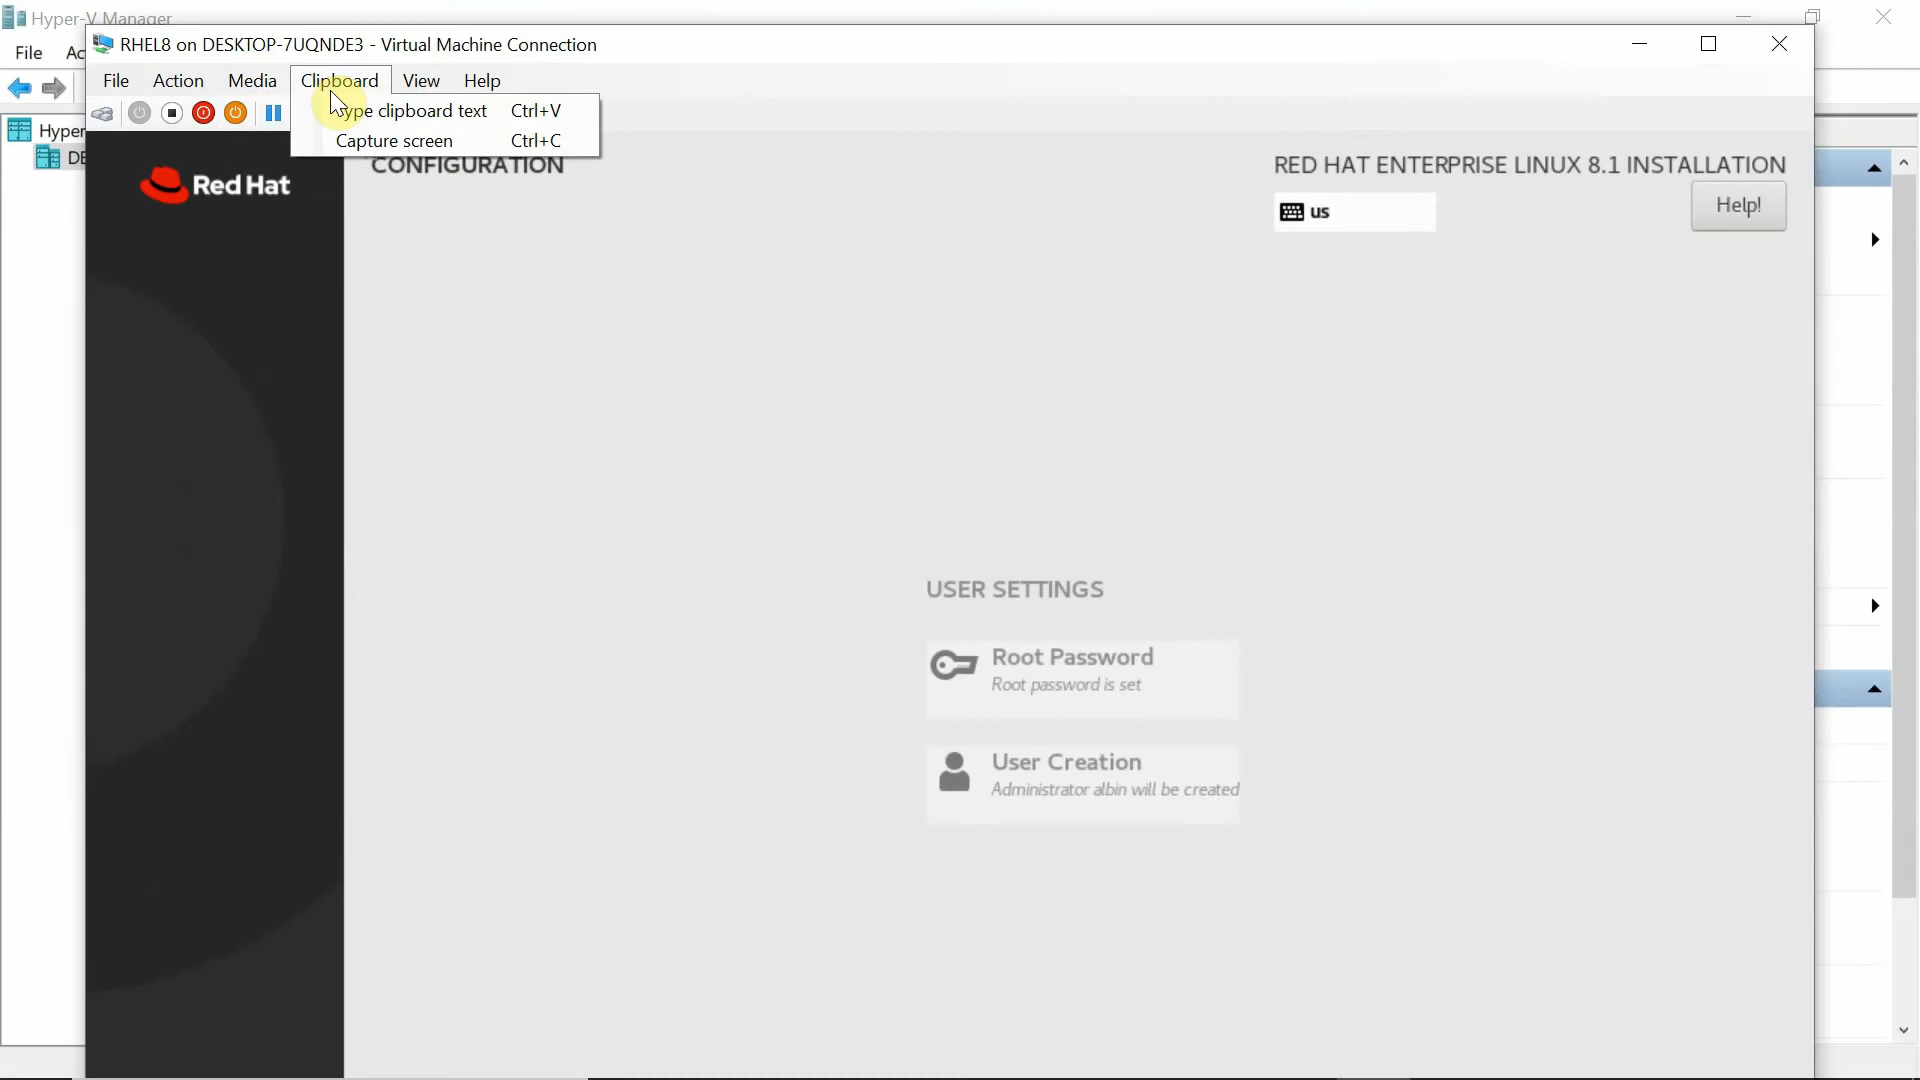 Hyper-V Manager
File
RHEL8 on DESKTOP-7UQNDE3 - Virtual Machine Connection
File Action Media Clipboard View Help
clipboard text Ctrl+V
Capture screen Ctrl+C
Red Hat
CONFIGURATION
RED HAT ENTERPRISE LINUX 8.1 INSTALLATION
us
Help!
USER SETTINGS
Root Password
Root password is set
User Creation
Administrator albin will be created